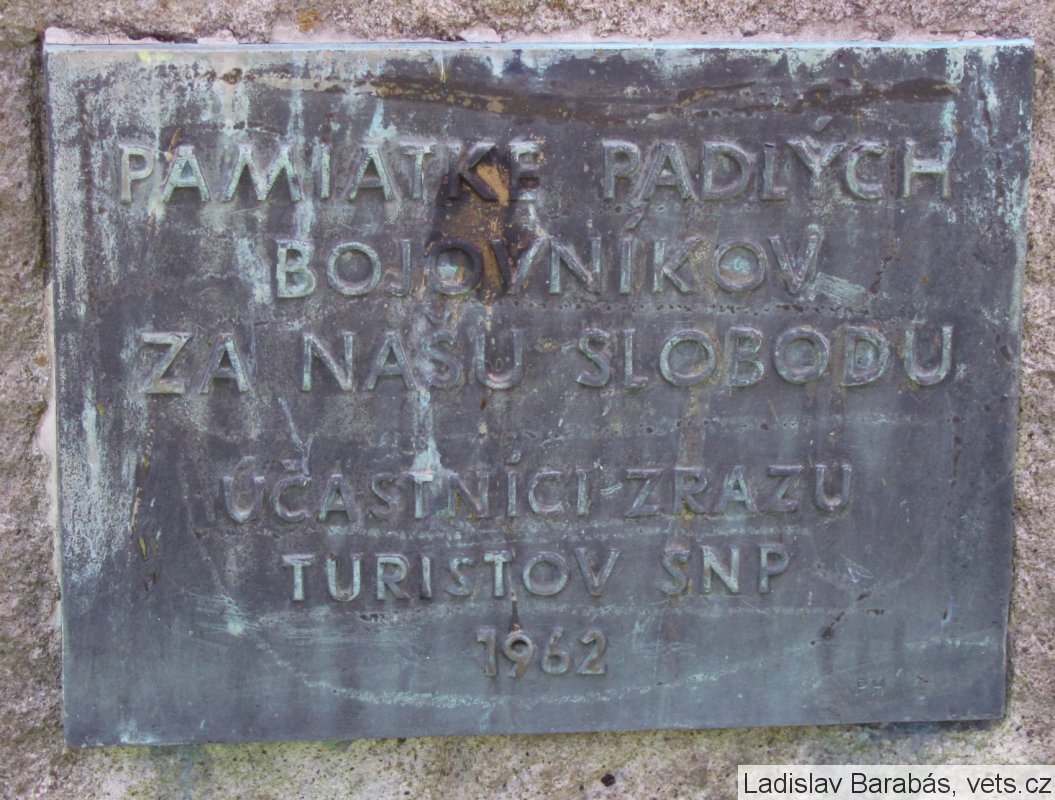 PAMIATKE PADLÝCH
BOJOVNÍKOV
ZA NAŠU SLOBODU
ÚČASTNÍCI ZRAZU
TURISTOV SNP
1962
Ladislav Barabás, vets.cz